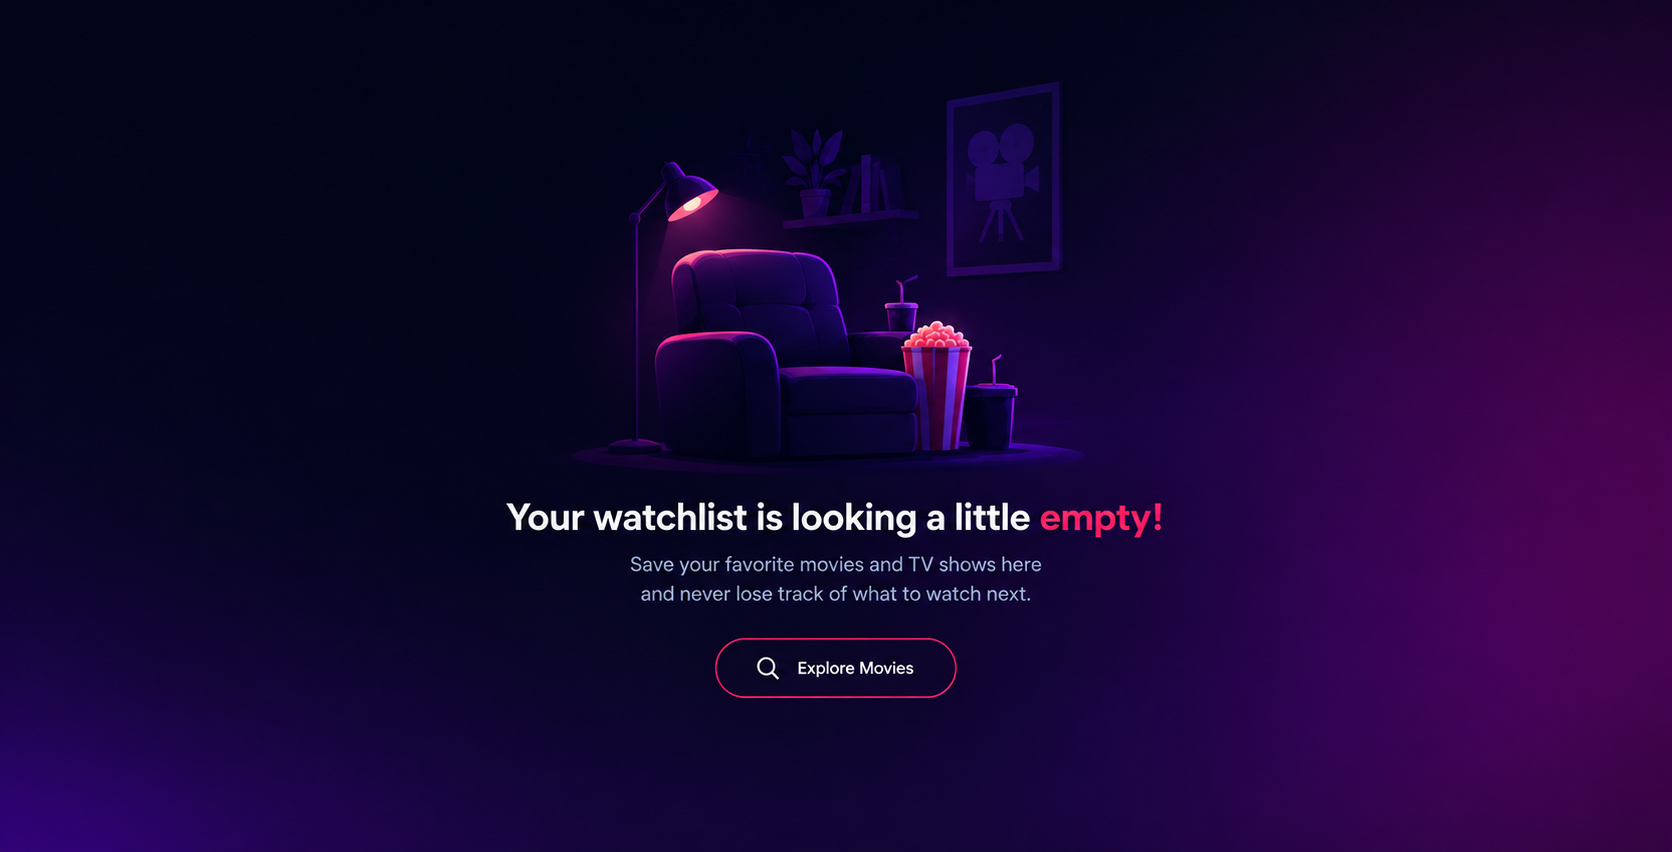 Your watchlist is looking a little empty!
Save your favorite movies and TV shows here
and never lose track of what to watch next.
Explore Movies